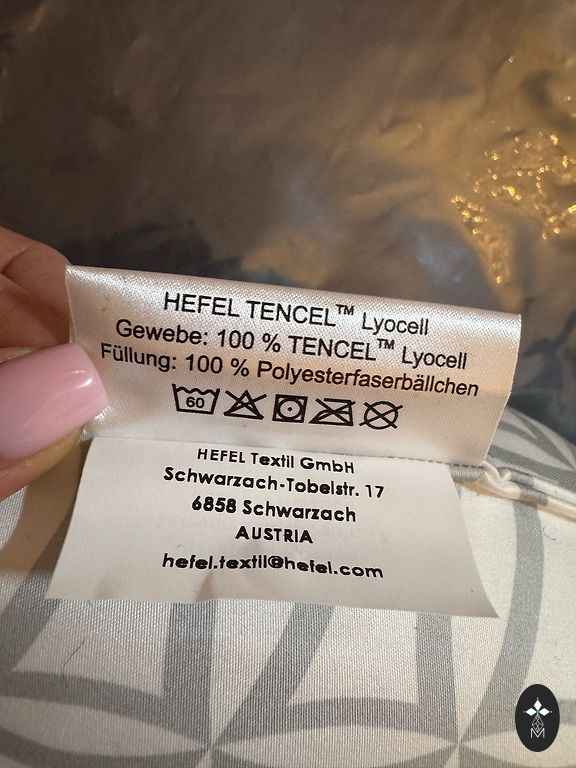 HEFEL TENCEL™ Lyocell
Gewebe: 100 % TENCEL™ Lyocell
Füllung: 100 % Polyesterfaserbällchen
60
HEFEL Textil GmbH
Schwarzach-Tobelstr. 17
6858 Schwarzach
AUSTRIA
hefel.textil@hefel.com
M